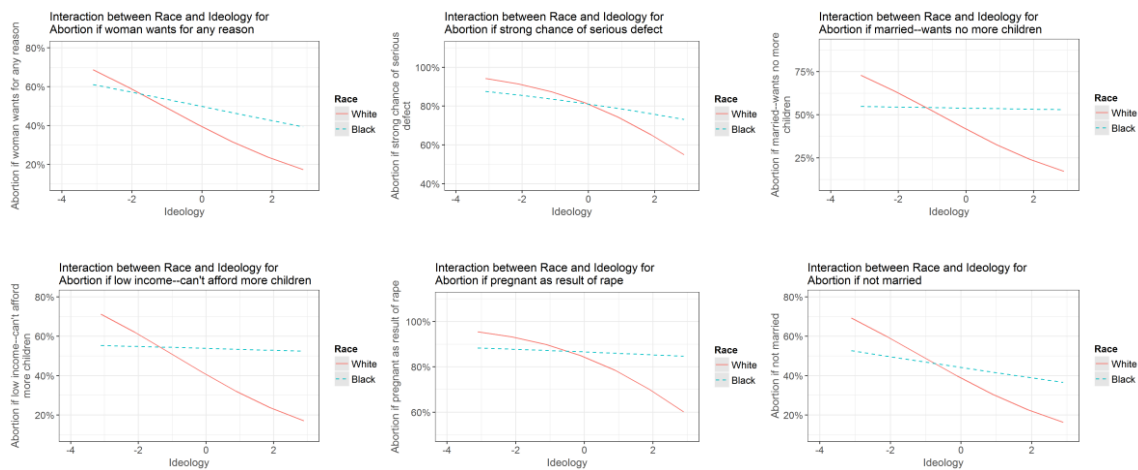 Interaction between Race and Ideology for
Abortion if woman wants for any reason
Abortion if woman wants for any reason
80%
60%
40%
20%
-4
-2
0
2
Ideology
Race
White
Black
Interaction between Race and Ideology for
Abortion if strong chance of serious defect
Abortion if strong chance of serious
defect
100%
80%
60%
40%
-4
-2
0
2
Ideology
Race
White
Black
Interaction between Race and Ideology for
Abortion if married--wants no more children
Abortion if married--wants no more
children
75%
50%
25%
-4
-2
0
2
Ideology
Race
White
Black
Interaction between Race and Ideology for
Abortion if low income--can't afford more children
Abortion if low income--can't afford
more children
80%
60%
40%
20%
-4
-2
0
2
Ideology
Race
White
Black
Interaction between Race and Ideology for
Abortion if pregnant as result of rape
Abortion if pregnant as result of rape
100%
80%
60%
-4
-2
0
2
Ideology
Race
White
Black
Interaction between Race and Ideology for
Abortion if not married
Abortion if not married
80%
60%
40%
20%
-4
-2
0
2
Ideology
Race
White
Black